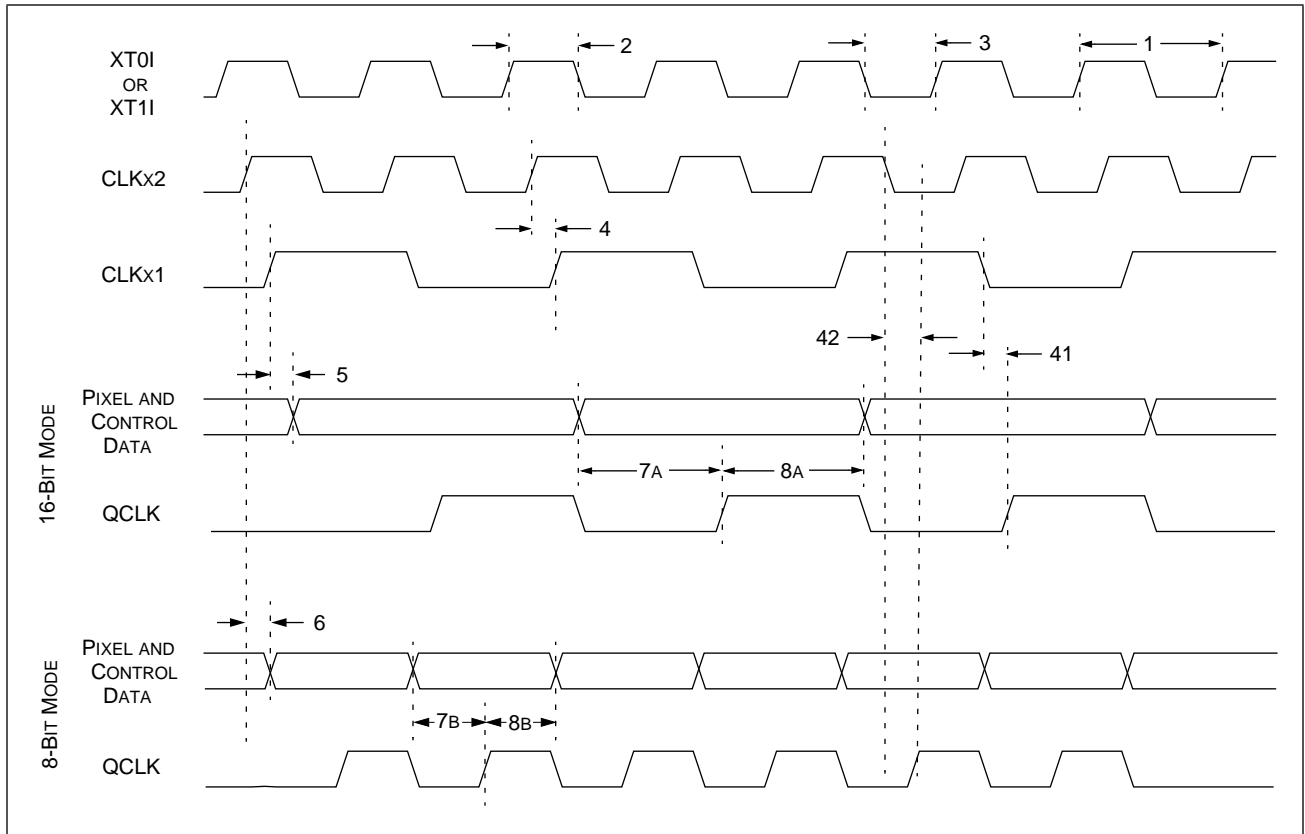 XT0I
OR
XT1I
2
3
1
CLKX2
4
CLKX1
42
41
5
16-BIT MODE
PIXEL AND
CONTROL
DATA
7A
8A
QCLK
6
8-BIT MODE
PIXEL AND
CONTROL
DATA
7B
8B
QCLK